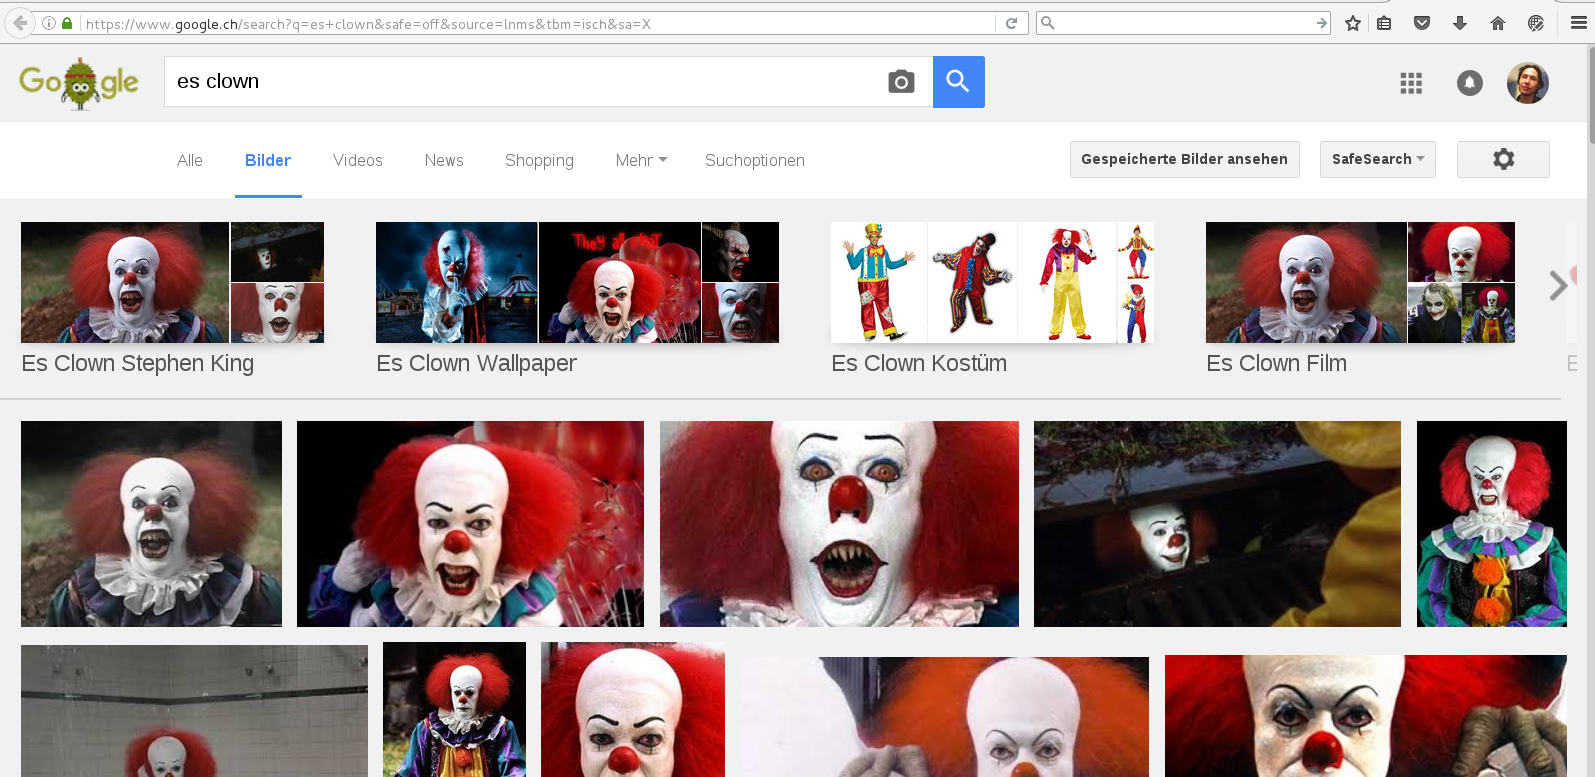 https://www.google.ch/search?q=es+clown&safe=off&source=lnms&tbm=isch&sa=X
Google
es clown
Alle Bilder Videos News Shopping Mehr Suchoptionen
Gespeicherte Bilder ansehen SafeSearch
They all float
Es Clown Stephen King Es Clown Wallpaper Es Clown Kostüm Es Clown Film E